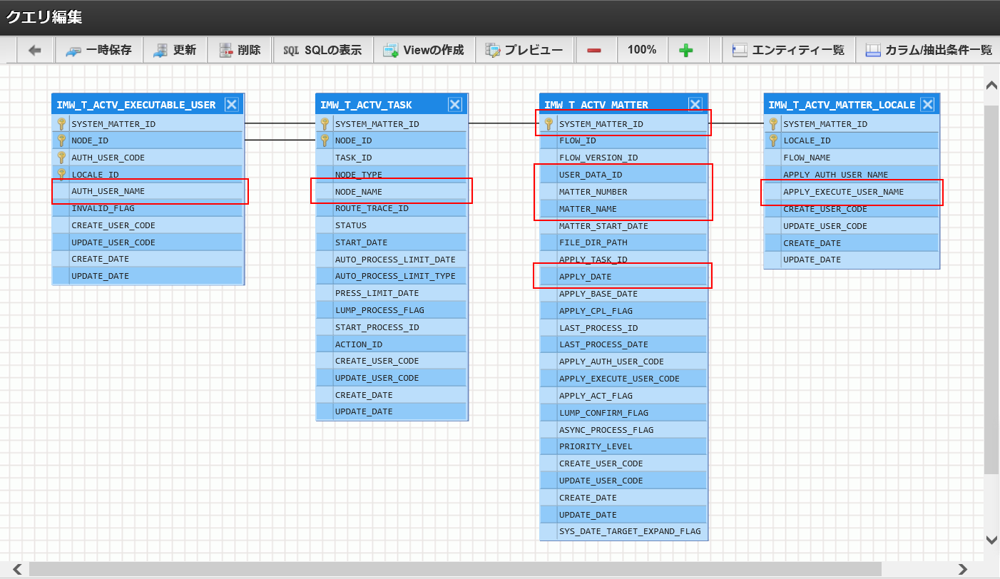 クエリ編集
一時保存 更新 削除 SQL SQLの表示 Viewの作成 プレビュー 100% エンティティー一覧 カラム/抽出条件一覧
IMW_T_ACTV_EXECUTABLE_USER
SYSTEM_MATTER_ID
NODE_ID
AUTH_USER_CODE
LOCALE_ID
AUTH_USER_NAME
INVALID_FLAG
CREATE_USER_CODE
UPDATE_USER_CODE
CREATE_DATE
UPDATE_DATE
IMW_T_ACTV_TASK
SYSTEM_MATTER_ID
NODE_ID
TASK_ID
NODE_TYPE
NODE_NAME
ROUTE_TRACE_ID
STATUS
START_DATE
AUTO_PROCESS_LIMIT_DATE
AUTO_PROCESS_LIMIT_TYPE
PRESS_LIMIT_DATE
LUMP_PROCESS_FLAG
START_PROCESS_ID
ACTION_ID
CREATE_USER_CODE
UPDATE_USER_CODE
CREATE_DATE
UPDATE_DATE
IMW_T_ACTV_MATTER
SYSTEM_MATTER_ID
FLOW_ID
FLOW_VERSION_ID
USER_DATA_ID
MATTER_NUMBER
MATTER_NAME
MATTER_START_DATE
FILE_DIR_PATH
APPLY_TASK_ID
APPLY_DATE
APPLY_BASE_DATE
APPLY_CPL_FLAG
LAST_PROCESS_ID
LAST_PROCESS_DATE
APPLY_AUTH_USER_CODE
APPLY_EXECUTE_USER_CODE
APPLY_ACT_FLAG
LUMP_CONFIRM_FLAG
ASYNC_PROCESS_FLAG
PRIORITY_LEVEL
CREATE_USER_CODE
UPDATE_USER_CODE
CREATE_DATE
UPDATE_DATE
SYS_DATE_TARGET_EXPAND_FLAG
IMW_T_ACTV_MATTER_LOCALE
SYSTEM_MATTER_ID
LOCALE_ID
FLOW_NAME
APPLY_AUTH_USER_NAME
APPLY_EXECUTE_USER_NAME
CREATE_USER_CODE
UPDATE_USER_CODE
CREATE_DATE
UPDATE_DATE